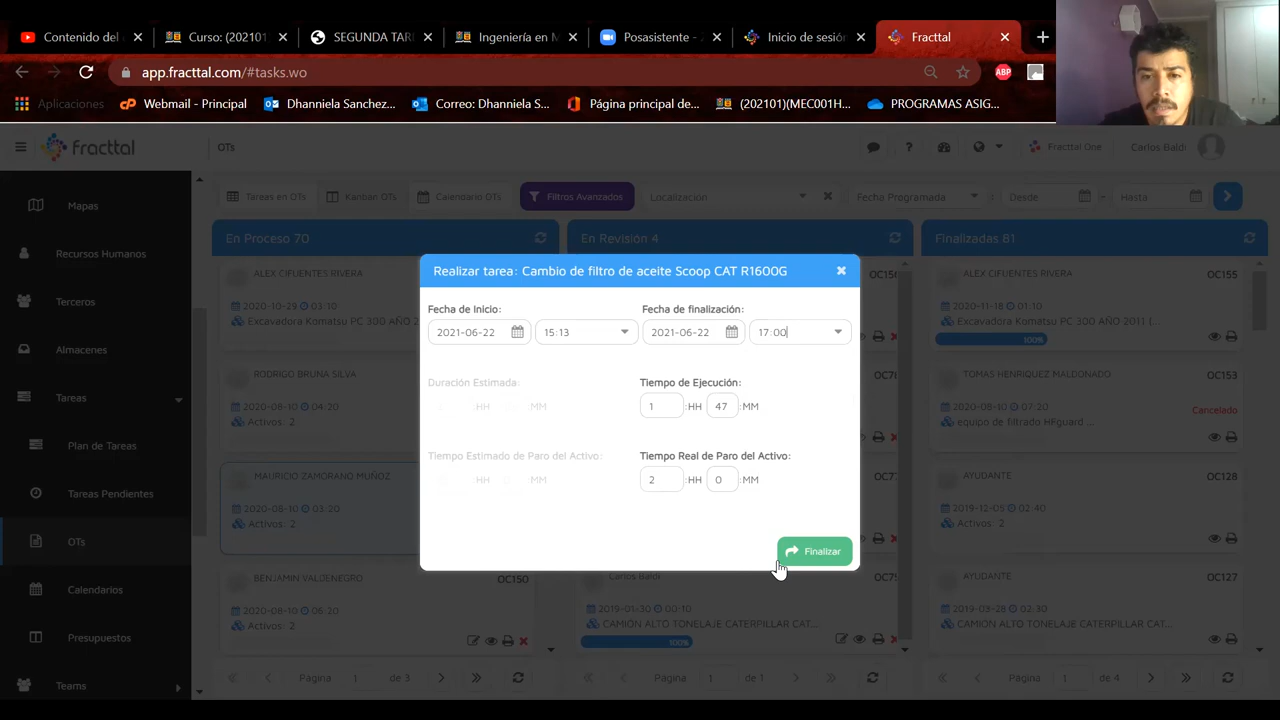 Contenido del
Curso: (202101)
SEGUNDA TAR
Ingeniería en M
Posasistente -
Inicio de sesión
Fracttal
app.fracttal.com/#tasks.wo
ABP
Aplicaciones
Webmail - Principal
Dhanniela Sanchez...
Correo: Dhanniela S...
Página principal de...
(202101)(MEC001H...
PROGRAMAS ASIG...
fracttal
OTs
Fracttal One
Carlos Baldi
Mapas
Recursos Humanos
Terceros
Almacenes
Tareas
Plan de Tareas
Tareas Pendientes
OTs
Calendarios
Presupuestos
Teams
Tareas en OTs
Kanban OTs
Calendario OTs
Filtros Avanzados
Localización
Fecha Programada
:
Desde
-
Hasta
En Proceso 70
En Revisión 4
Finalizadas 81
ALEX CIFUENTES RIVERA
2020-10-29 03:10
Excavadora Komatsu PC 300 AÑO 2
RODRIGO BRUNA SILVA
2020-08-10 04:20
Activos: 2
MAURICIO ZAMORANO MUÑOZ
2020-08-10 03:20
Activos: 2
BENJAMIN VALDENEGRO
OC150
2020-08-10 06:20
Activos: 2
Realizar tarea: Cambio de filtro de aceite Scoop CAT R1600G
Fecha de Inicio:
Fecha de finalización:
2021-06-22
15:13
2021-06-22
17:00
Duración Estimada:
Tiempo de Ejecución:
:HH
:MM
1 :HH 47 :MM
Tiempo Estimado de Paro del Activo:
Tiempo Real de Paro del Activo:
:HH
:MM
2 :HH 0 :MM
Finalizar
Carlos Baldi
OC75
2019-01-30 00:10
CAMIÓN ALTO TONELAJE CATERPILLAR CAT...
100%
ALEX CIFUENTES RIVERA
OC155
2020-11-18 01:10
Excavadora Komatsu PC 300 AÑO 2011 {...
100%
TOMAS HENRIQUEZ MALDONADO
OC153
2020-08-10 07:20
Cancelado
equipo de filtrado HFguard
AYUDANTE
OC128
2019-12-05 02:40
Activos: 2
AYUDANTE
OC127
2019-03-28 02:30
CAMIÓN ALTO TONELAJE CATERPILLAR CAT...
Pagina 1 de 3
Pagina 1 de 1
Página 1 de 4